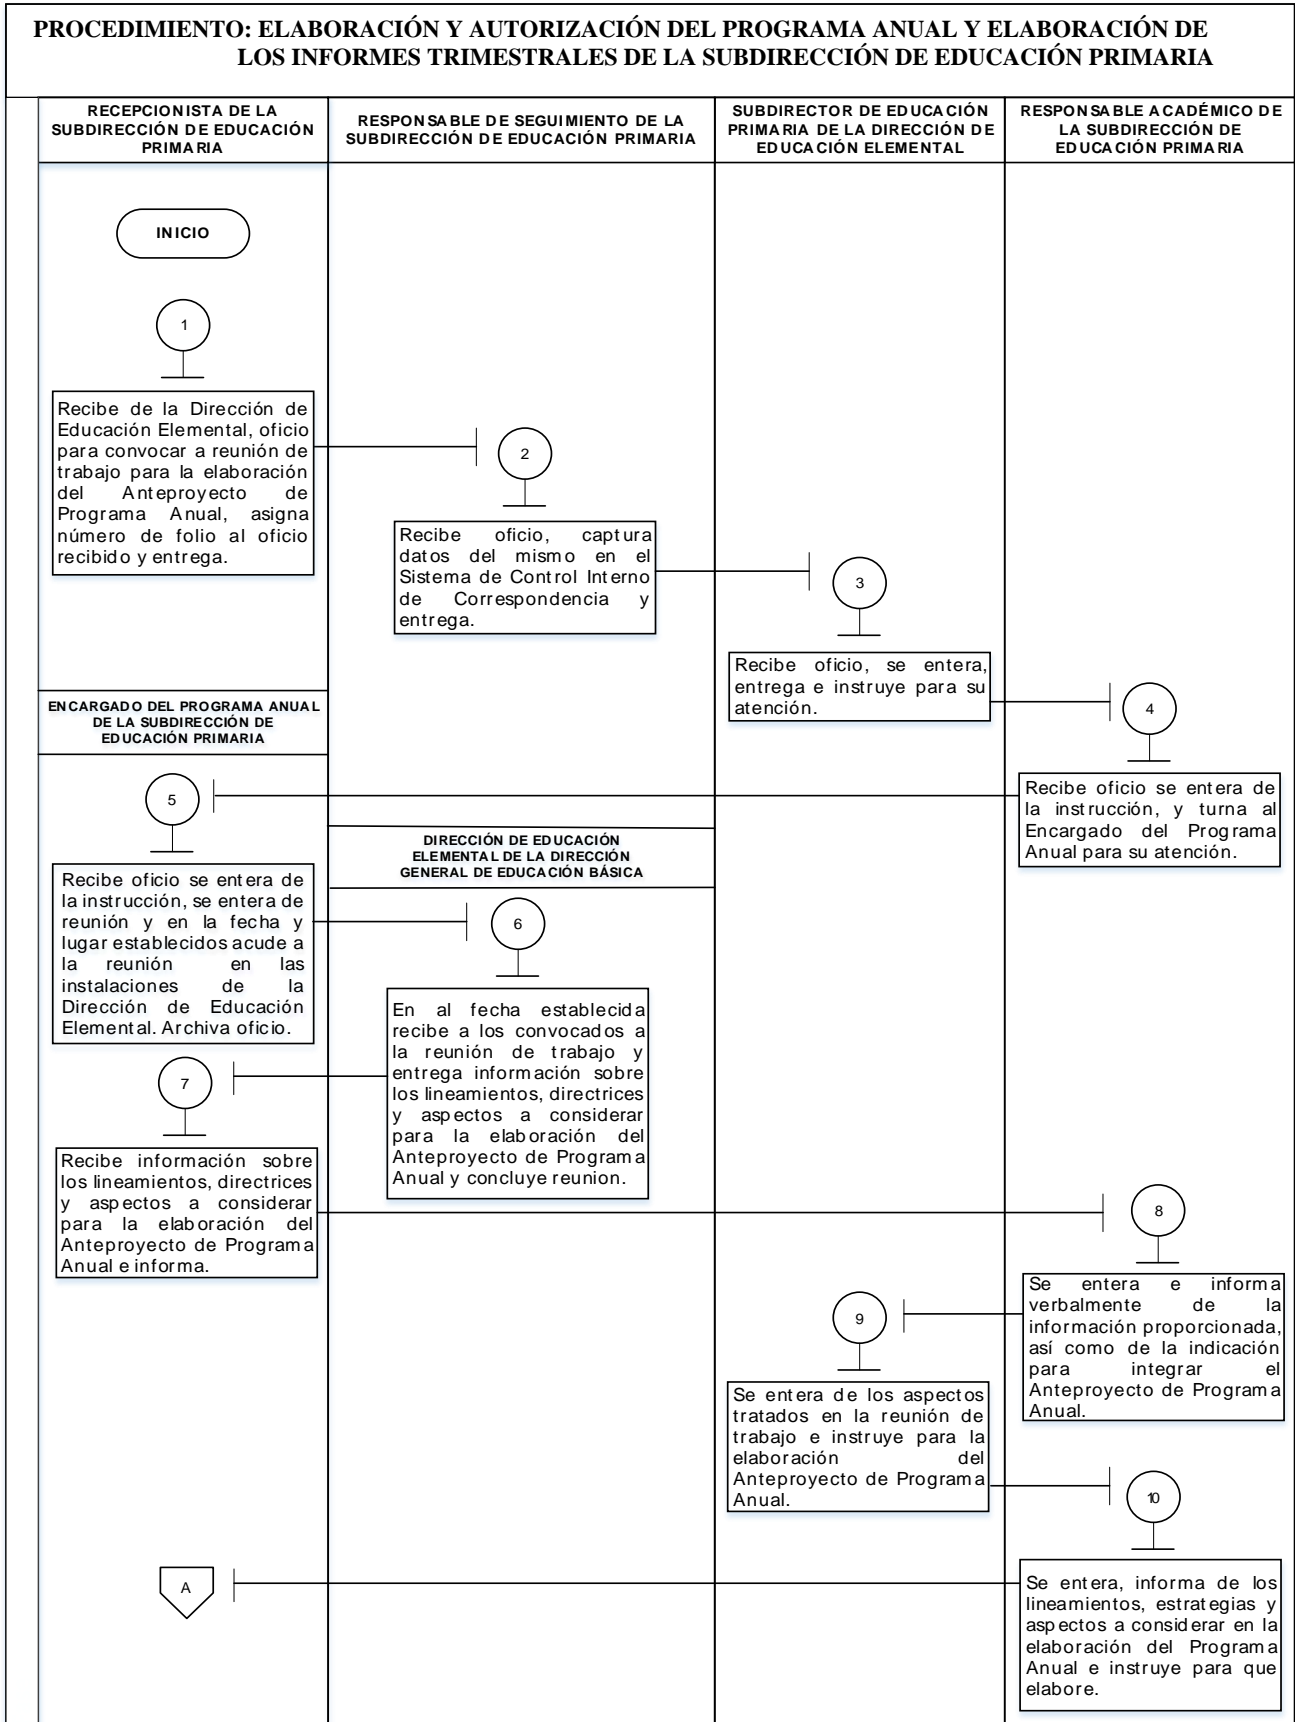 PROCEDIMIENTO: ELABORACIÓN Y AUTORIZACIÓN DEL PROGRAMA ANUAL Y ELABORACIÓN DE
LOS INFORMES TRIMESTRALES DE LA SUBDIRECCIÓN DE EDUCACIÓN PRIMARIA
RECEPCIONISTA DE LA
SUBDIRECCIÓN DE EDUCACIÓN
PRIMARIA
RESPONSABLE DE SEGUIMIENTO DE LA
SUBDIRECCIÓN DE EDUCACIÓN PRIMARIA
SUBDIRECTOR DE EDUCACIÓN
PRIMARIA DE LA DIRECCIÓN DE
EDUCACIÓN ELEMENTAL
RESPONSABLE ACADÉMICO DE
LA SUBDIRECCIÓN DE
EDUCACIÓN PRIMARIA
INICIO
1
Recibe de la Dirección de
Educación Elemental, oficio
para convocar a reunión de
trabajo para la elaboración
del Anteproyecto de
Programa Anual, asigna
número de folio al oficio
recibido y entrega.
2
Recibe oficio, captura
datos del mismo en el
Sistema de Control Interno
de Correspondencia y
entrega.
3
Recibe oficio, se entera,
entrega e instruye para su
atención.
4
Recibe oficio se entera de
la instrucción, y turna al
Encargado del Programa
Anual para su atención.
ENCARGADO DEL PROGRAMA ANUAL
DE LA SUBDIRECCIÓN DE
EDUCACIÓN PRIMARIA
5
Recibe oficio se entera de
la instrucción, se entera de
reunión y en la fecha y
lugar establecidos acude a
la reunión en las
instalaciones de la
Dirección de Educación
Elemental. Archiva oficio.
DIRECCIÓN DE EDUCACIÓN
ELEMENTAL DE LA DIRECCIÓN
GENERAL DE EDUCACIÓN BÁSICA
6
En al fecha establecida
recibe a los convocados a
la reunión de trabajo y
entrega información sobre
los lineamientos, directrices
y aspectos a considerar
para la elaboración del
Anteproyecto de Programa
Anual y concluye reunion.
7
Recibe información sobre
los lineamientos, directrices
y aspectos a considerar
para la elaboración del
Anteproyecto de Programa
Anual e informa.
8
Se entera e informa
verbalmente de la
información proporcionada,
así como de la indicación
para integrar el
Anteproyecto de Programa
Anual.
9
Se entera de los aspectos
tratados en la reunión de
trabajo e instruye para la
elaboración del
Anteproyecto de Programa
Anual.
10
Se entera, informa de los
lineamientos, estrategias y
aspectos a considerar en la
elaboración del Programa
Anual e instruye para que
elabore.
A